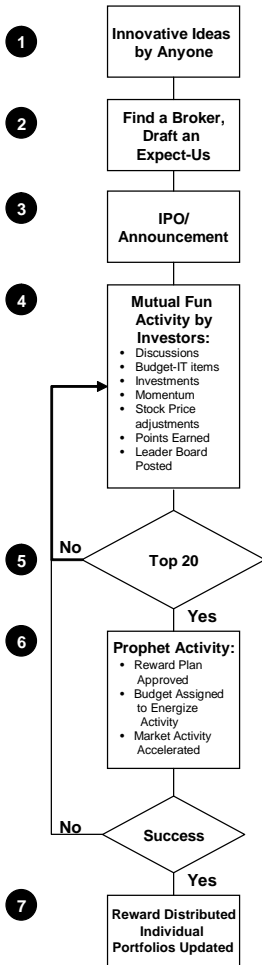 1
Innovative Ideas
by Anyone
2
Find a Broker,
Draft an
Expect-Us
3
IPO/
Announcement
4
Mutual Fun
Activity by
Investors:
• Discussions
• Budget-IT items
• Investments
• Momentum
• Stock Price
adjustments
• Points Earned
• Leader Board
Posted
5
No
Top 20
Yes
6
Prophet Activity:
• Reward Plan
Approved
• Budget Assigned
to Energize
Activity
• Market Activity
Accelerated
No
Success
Yes
7
Reward Distributed
Individual
Portfolios Updated